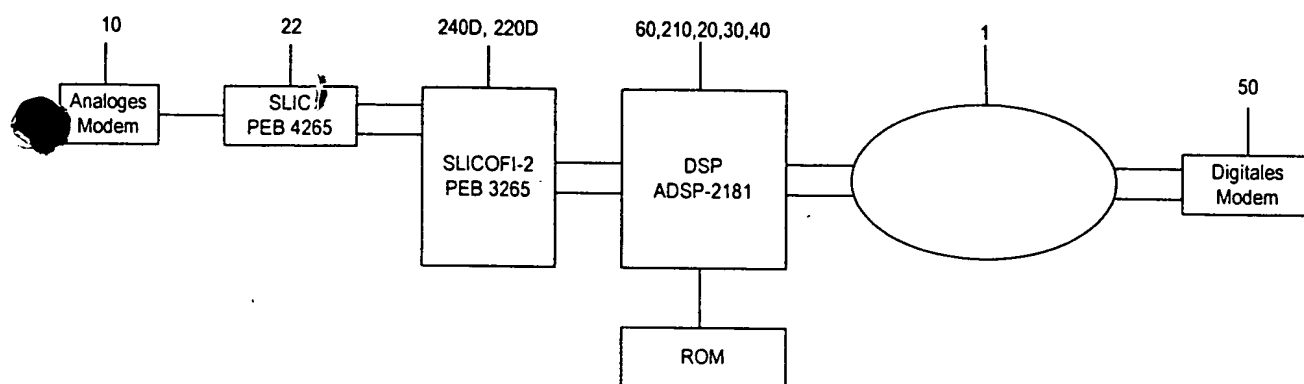 10
22
240D, 220D
60,210,20,30,40
1
50
Analoges
Modem
SLIC
PEB 4265
SLICOFI-2
PEB 3265
DSP
ADSP-2181
Digitales
Modem
ROM